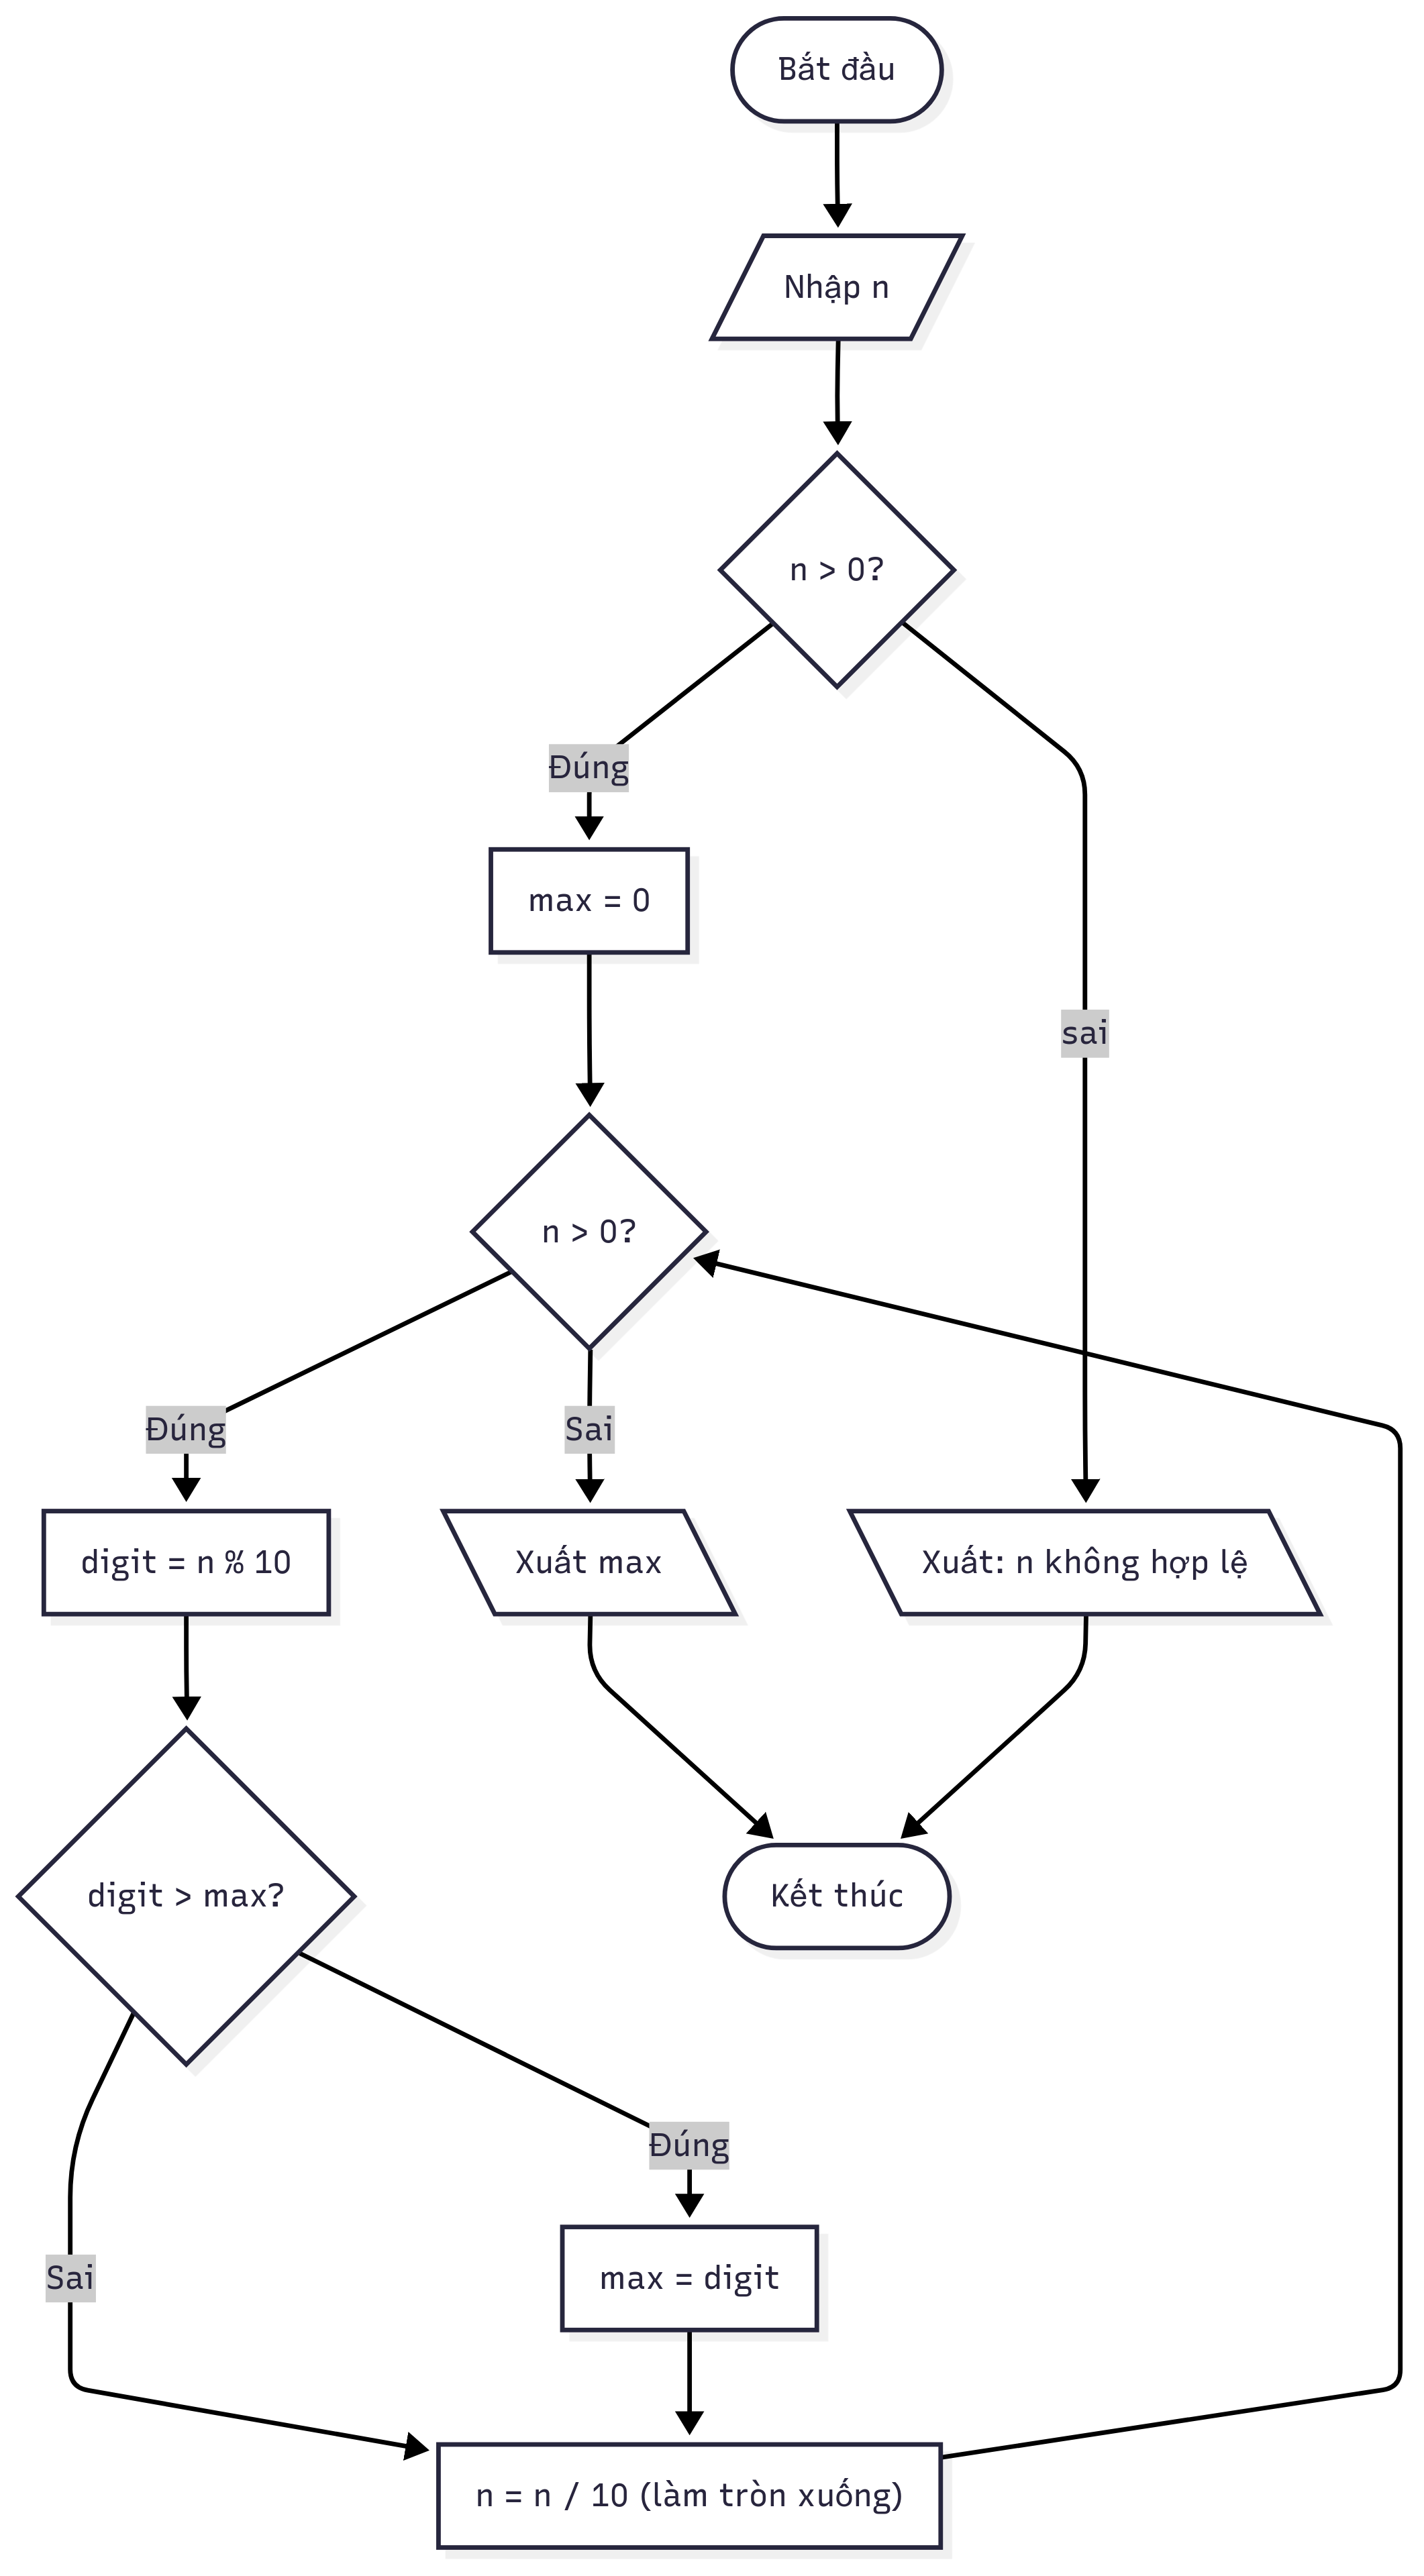 Bắt đầu
Nhập n
n > 0?
Đúng
max = 0
sai
n > 0?
Đúng
Sai
digit = n % 10
Xuất max
Xuất: n không hợp lệ
digit > max?
Kết thúc
Đúng
Sai
max = digit
n = n / 10 (làm tròn xuống)